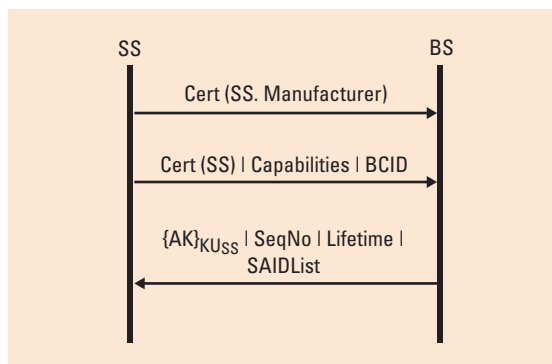 SS
BS
Cert (SS. Manufacturer)
Cert (SS) | Capabilities | BCID
{AK}KUSS | SeqNo | Lifetime |
SAIDList